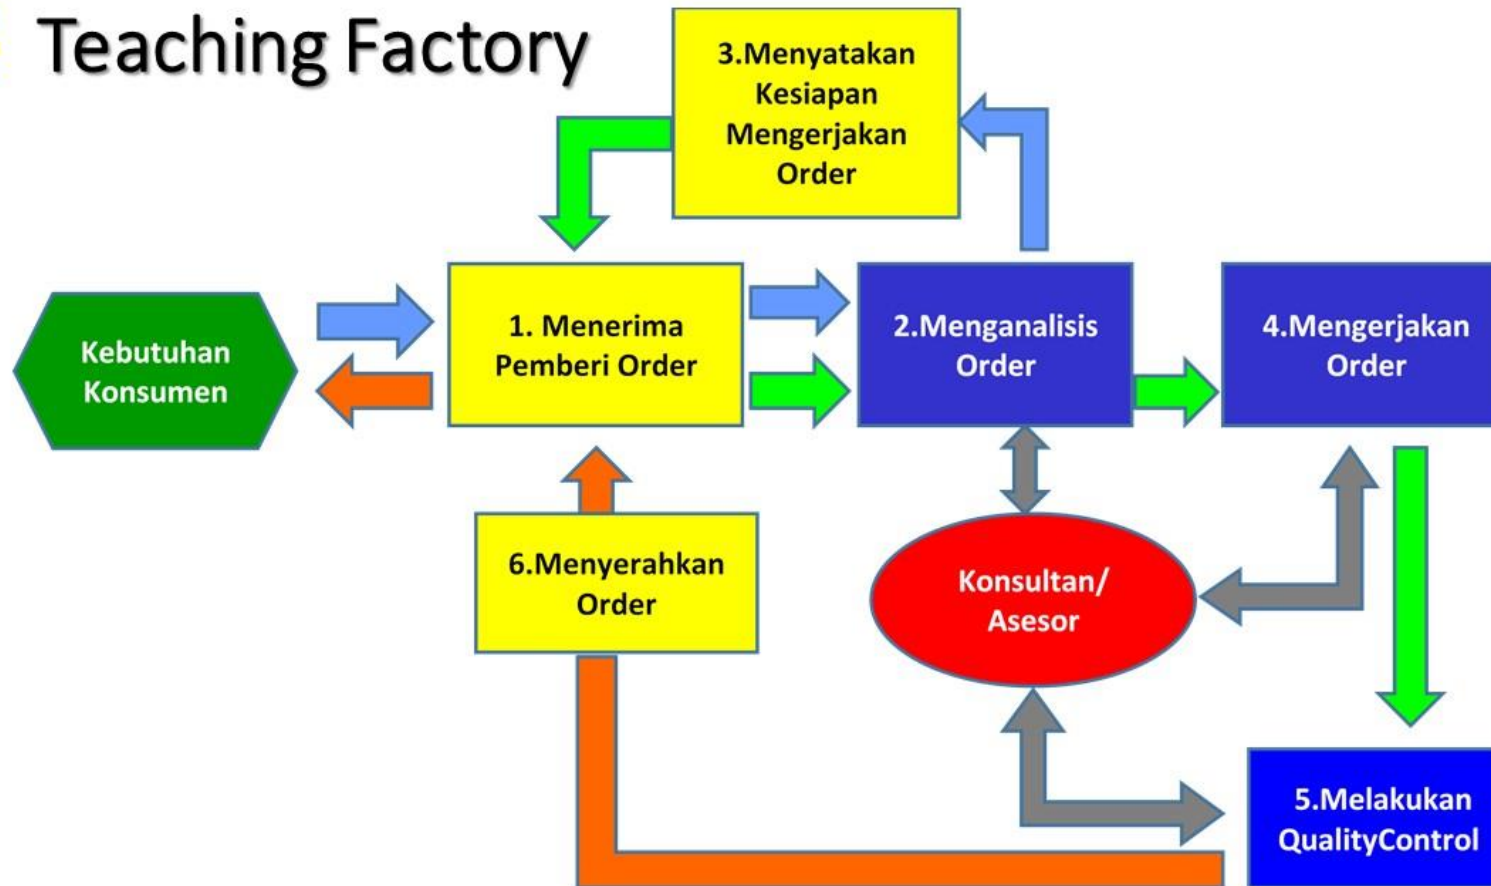 Teaching Factory
3.Menyatakan
Kesiapan
Mengerjakan
Order
Kebutuhan
Konsumen
1. Menerima
Pemberi Order
2.Menganalisis
Order
4.Mengerjakan
Order
6.Menyerahkan
Order
Konsultan/
Asesor
5.Melakukan
QualityControl